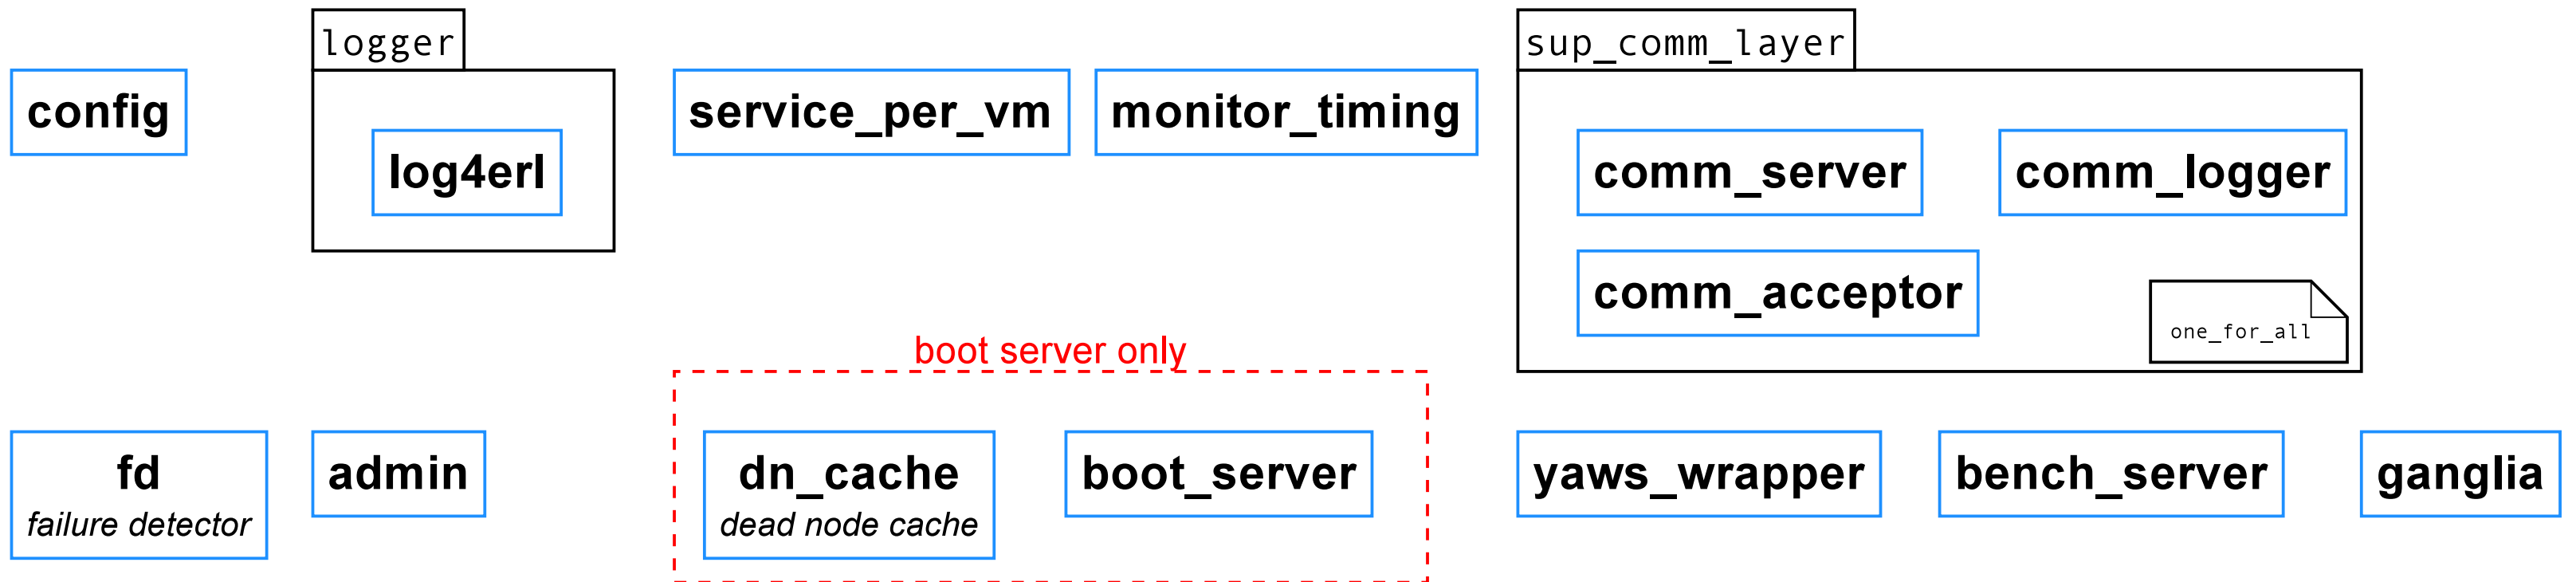 logger
sup_comm_layer
config
service_per_vm
monitor_timing
log4erl
comm_server
comm_logger
comm_acceptor
one_for_all
boot server only
fd
failure detector
admin
dn_cache
dead node cache
boot_server
yaws_wrapper
bench_server
ganglia